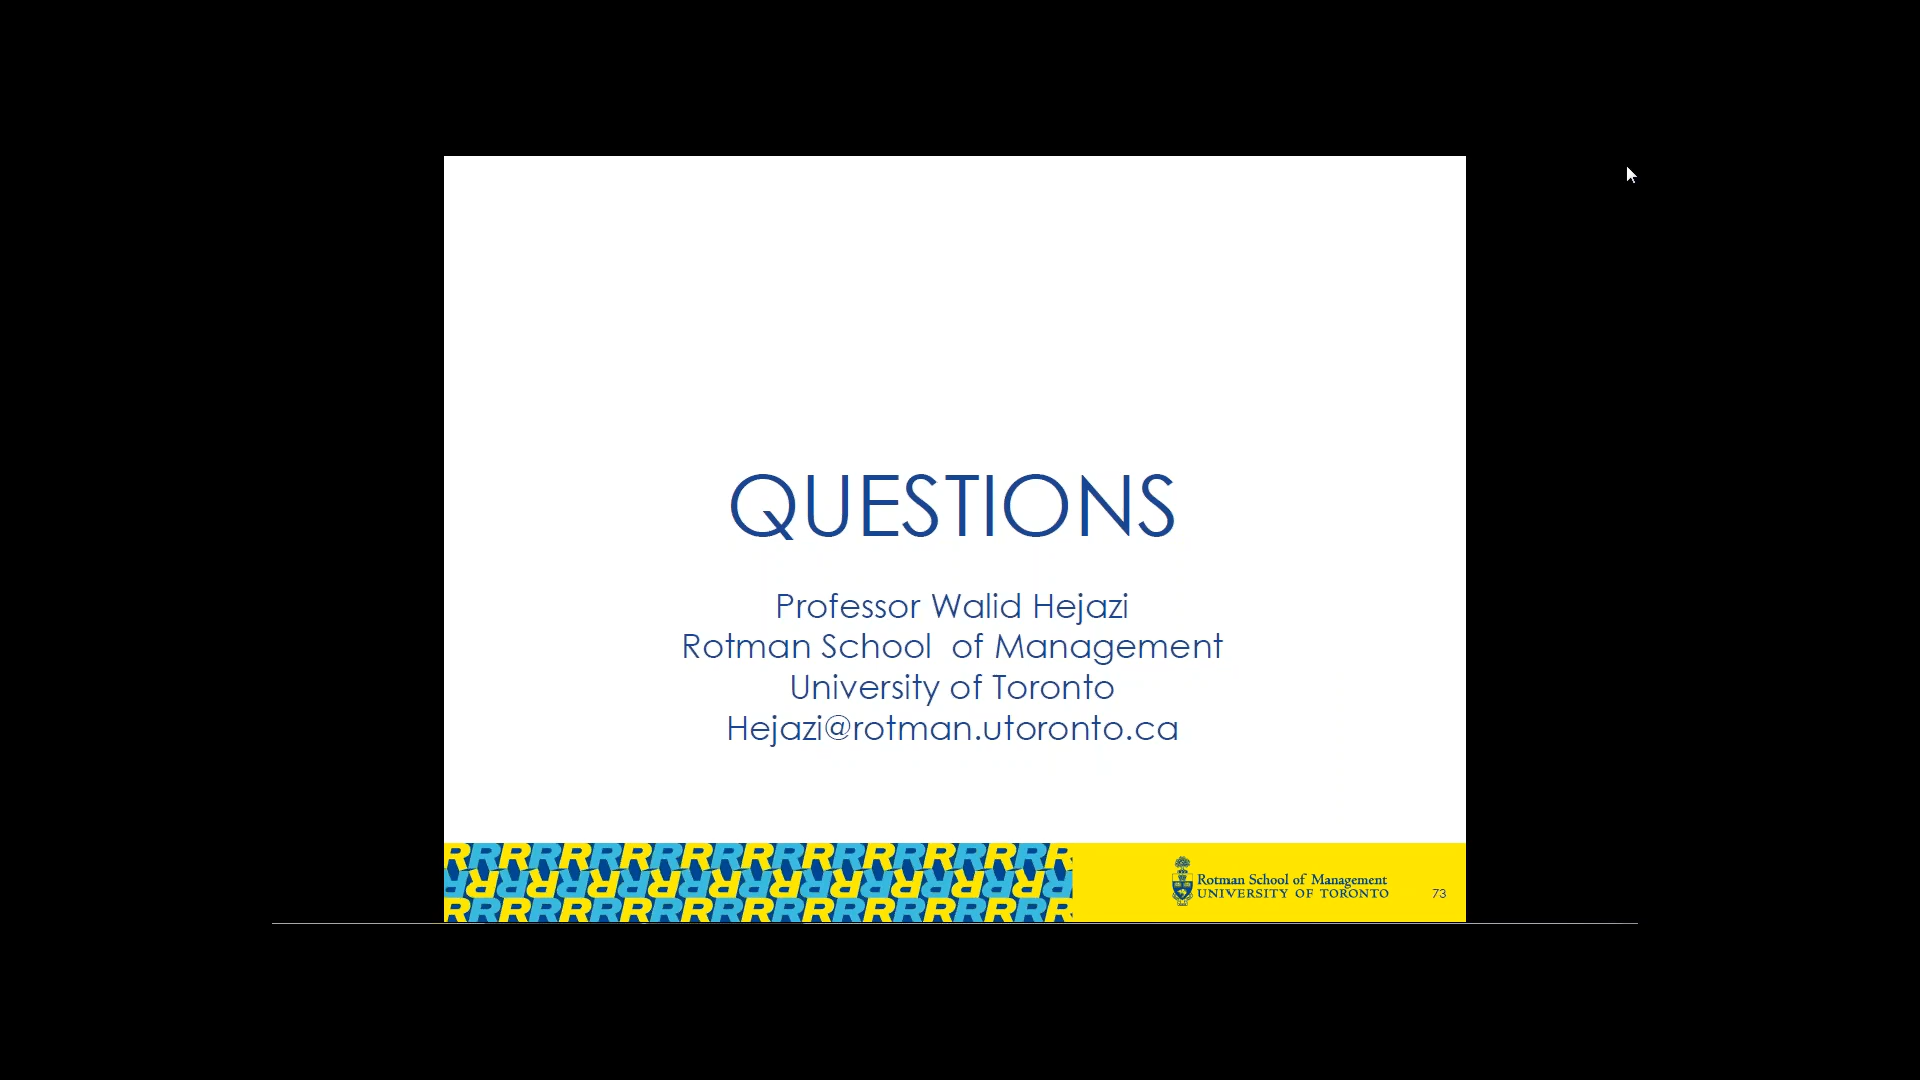 QUESTIONS
Professor Walid Hejazi
Rotman School  of Management
University of Toronto
Hejazi@rotman.utoronto.ca
Rotman School of Management
UNIVERSITY OF TORONTO
73